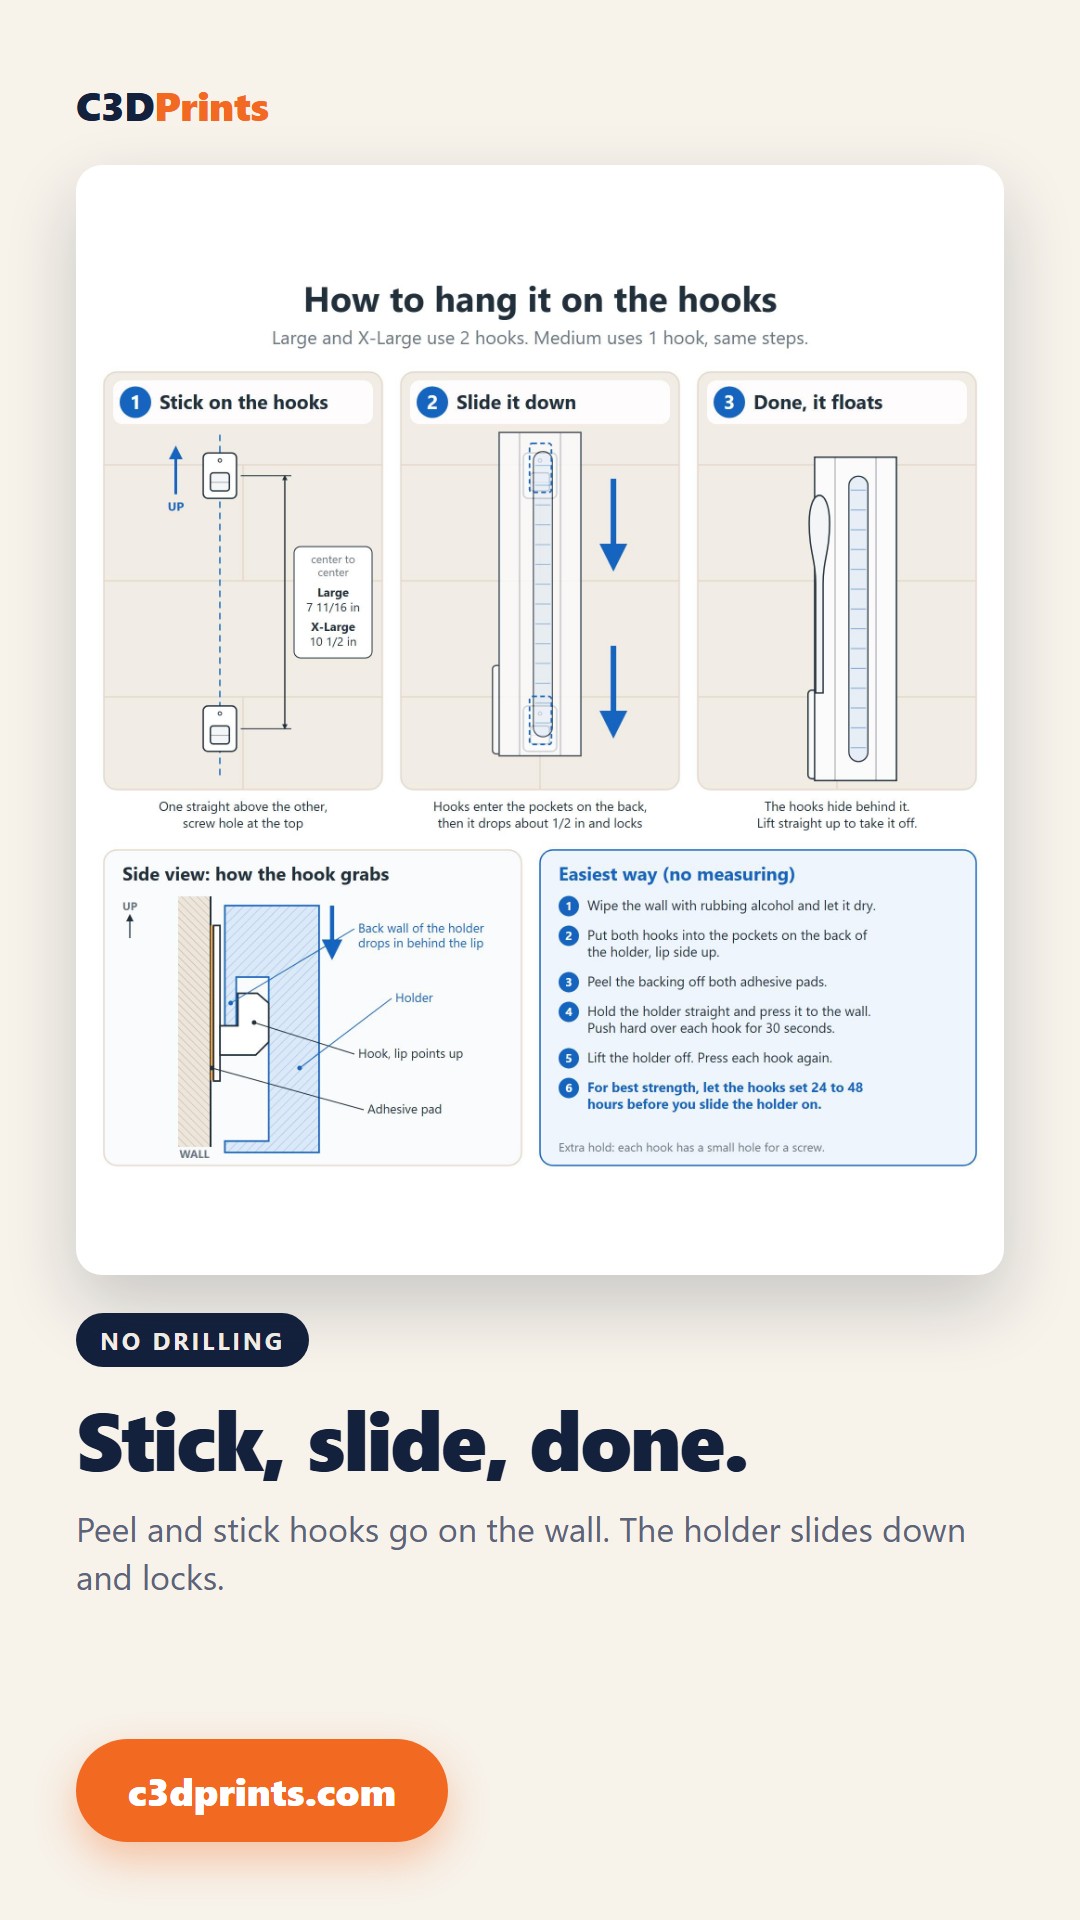 C3DPrints
How to hang it on the hooks
Large and X-Large use 2 hooks. Medium uses 1 hook, same steps.
1 Stick on the hooks
UP
center to
center
Large
7 11/16 in
X-Large
10 1/2 in
One straight above the other,
screw hole at the top
2 Slide it down
Hooks enter the pockets on the back,
then it drops about 1/2 in and locks
3 Done, it floats
The hooks hide behind it.
Lift straight up to take it off.
Side view: how the hook grabs
UP
Back wall of the holder
drops in behind the lip
Holder
Hook, lip points up
Adhesive pad
WALL
Easiest way (no measuring)
1 Wipe the wall with rubbing alcohol and let it dry.
2 Put both hooks into the pockets on the back of
the holder, lip side up.
3 Peel the backing off both adhesive pads.
4 Hold the holder straight and press it to the wall.
Push hard over each hook for 30 seconds.
5 Lift the holder off. Press each hook again.
6 For best strength, let the hooks set 24 to 48
hours before you slide the holder on.
Extra hold: each hook has a small hole for a screw.
NO DRILLING
Stick, slide, done.
Peel and stick hooks go on the wall. The holder slides down
and locks.
c3dprints.com